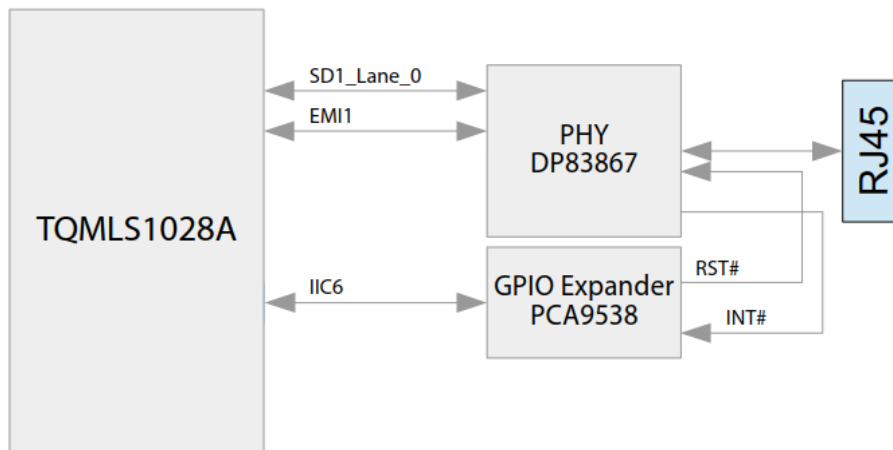 SD1_Lane_0
EMI1
PHY
DP83867
RJ45
TQMLS1028A
IIC6
GPIO Expander
PCA9538
RST#
INT#